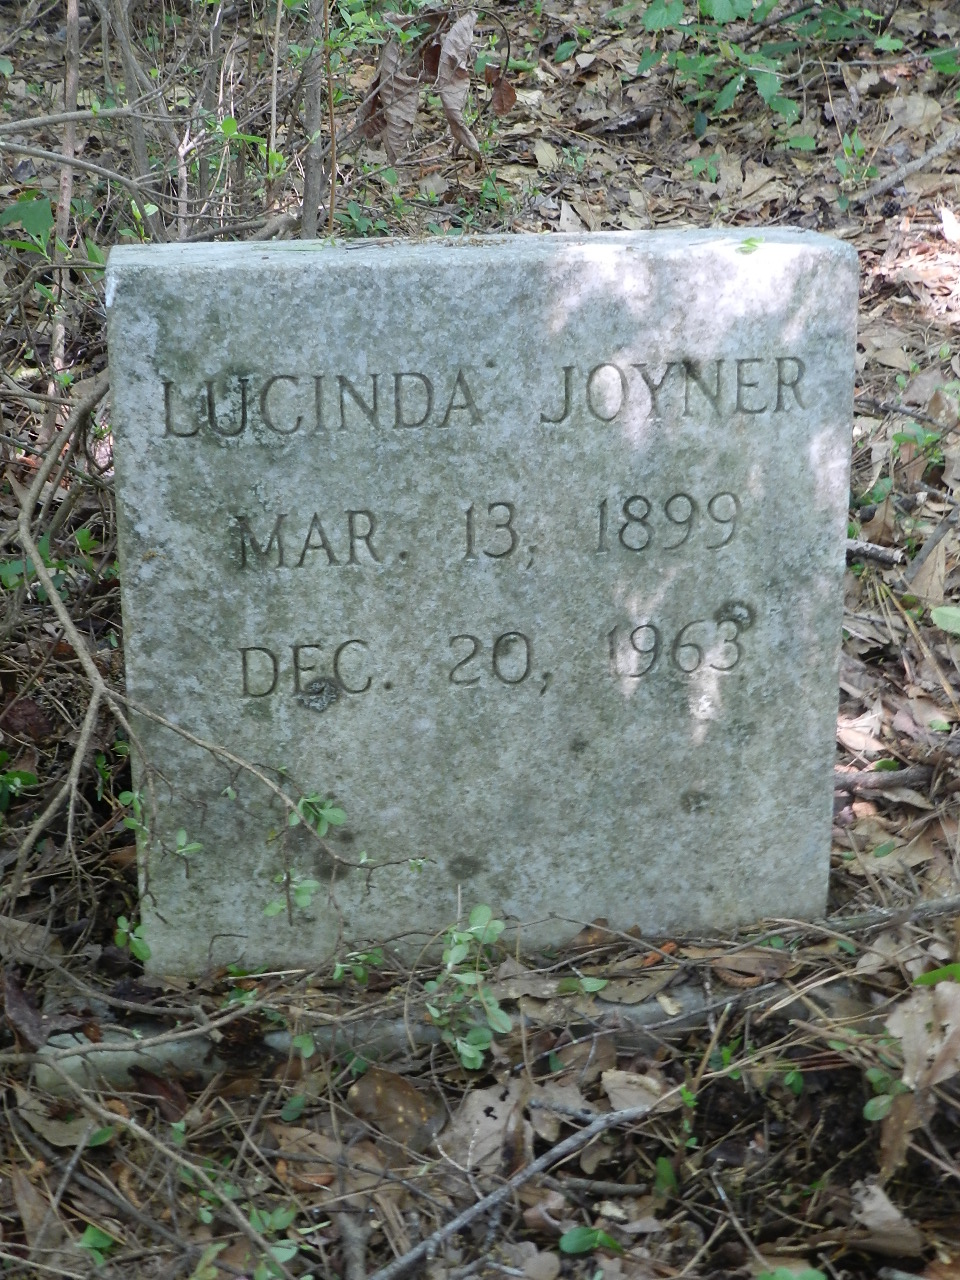 LUCINDA JOYNER
MAR. 13, 1899
DEC. 20, 1963